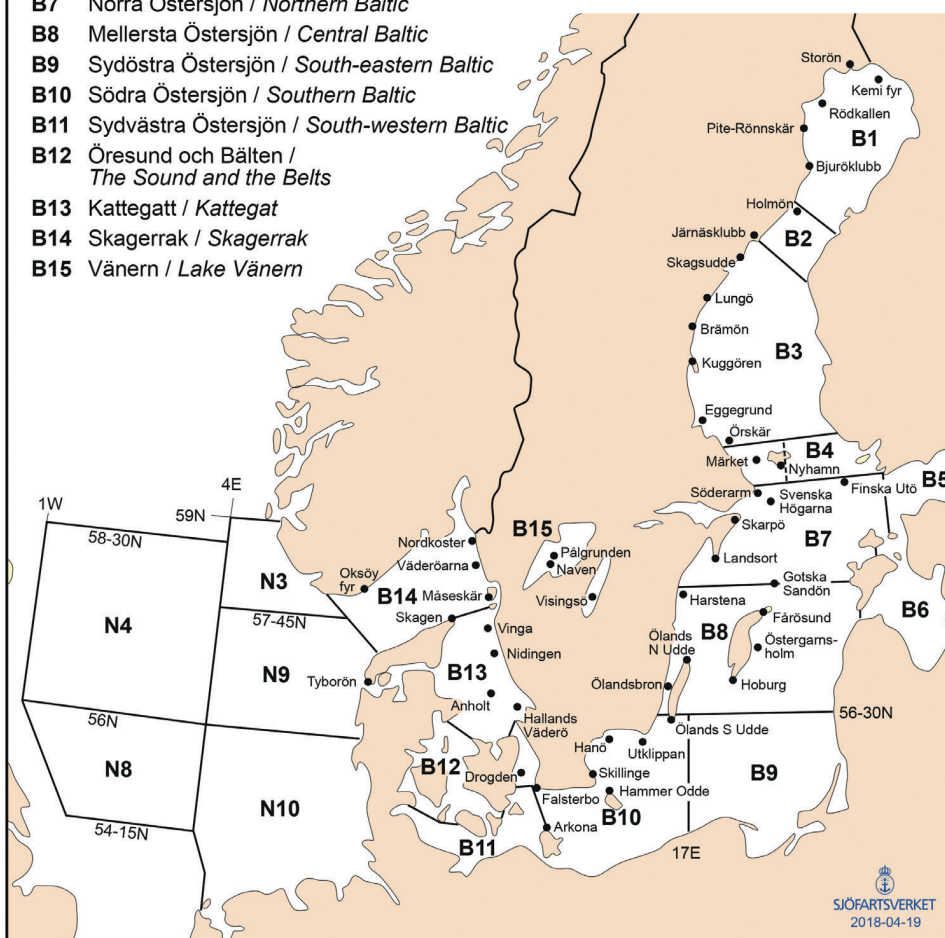 B7 Norra Östersjön / Northern Baltic
B8 Mellersta Östersjön / Central Baltic
B9 Sydöstra Östersjön / South-eastern Baltic
B10 Södra Östersjön / Southern Baltic
B11 Sydvästra Östersjön / South-western Baltic
B12 Öresund och Bälten /
The Sound and the Belts
B13 Kattegatt / Kattegat
B14 Skagerrak / Skagerrak
B15 Vänern / Lake Vänern
Storön
Kemi fyr
Rödkallen
Pite-Rönnskär
B1
Bjuröklubb
Holmön
Järnäsklubb
B2
Skagsudde
Lungö
Brämön
B3
Kuggören
Eggegrund
Örskär
B4
Märket
Nyhamn
B5
Söderarm
Svenska
Högarna
Finska Utö
Skarpö
B7
Landsort
Gotska
Sandön
B6
Harstena
Fårösund
B8
Ölands
N Udde
Östergarns-
holm
Hoburg
Ölandsbron
56-30N
Ölands S Udde
B9
17E
1W
4E
59N
58-30N
N3
N4
57-45N
N9
56N
N8
54-15N
N10
Oksöy
fyr
Nordkoster
Väderöarna
B14
Måseskär
Skagen
B15
Pålgrunden
Naven
Visingsö
Vinga
Nidingen
B13
Tyborön
Anholt
Hallands
Väderö
B12
Drogden
Hanö
Utklippan
Skillinge
Hammer Odde
Falsterbo
B10
Arkona
B11
SJÖFARTSVERKET
2018-04-19